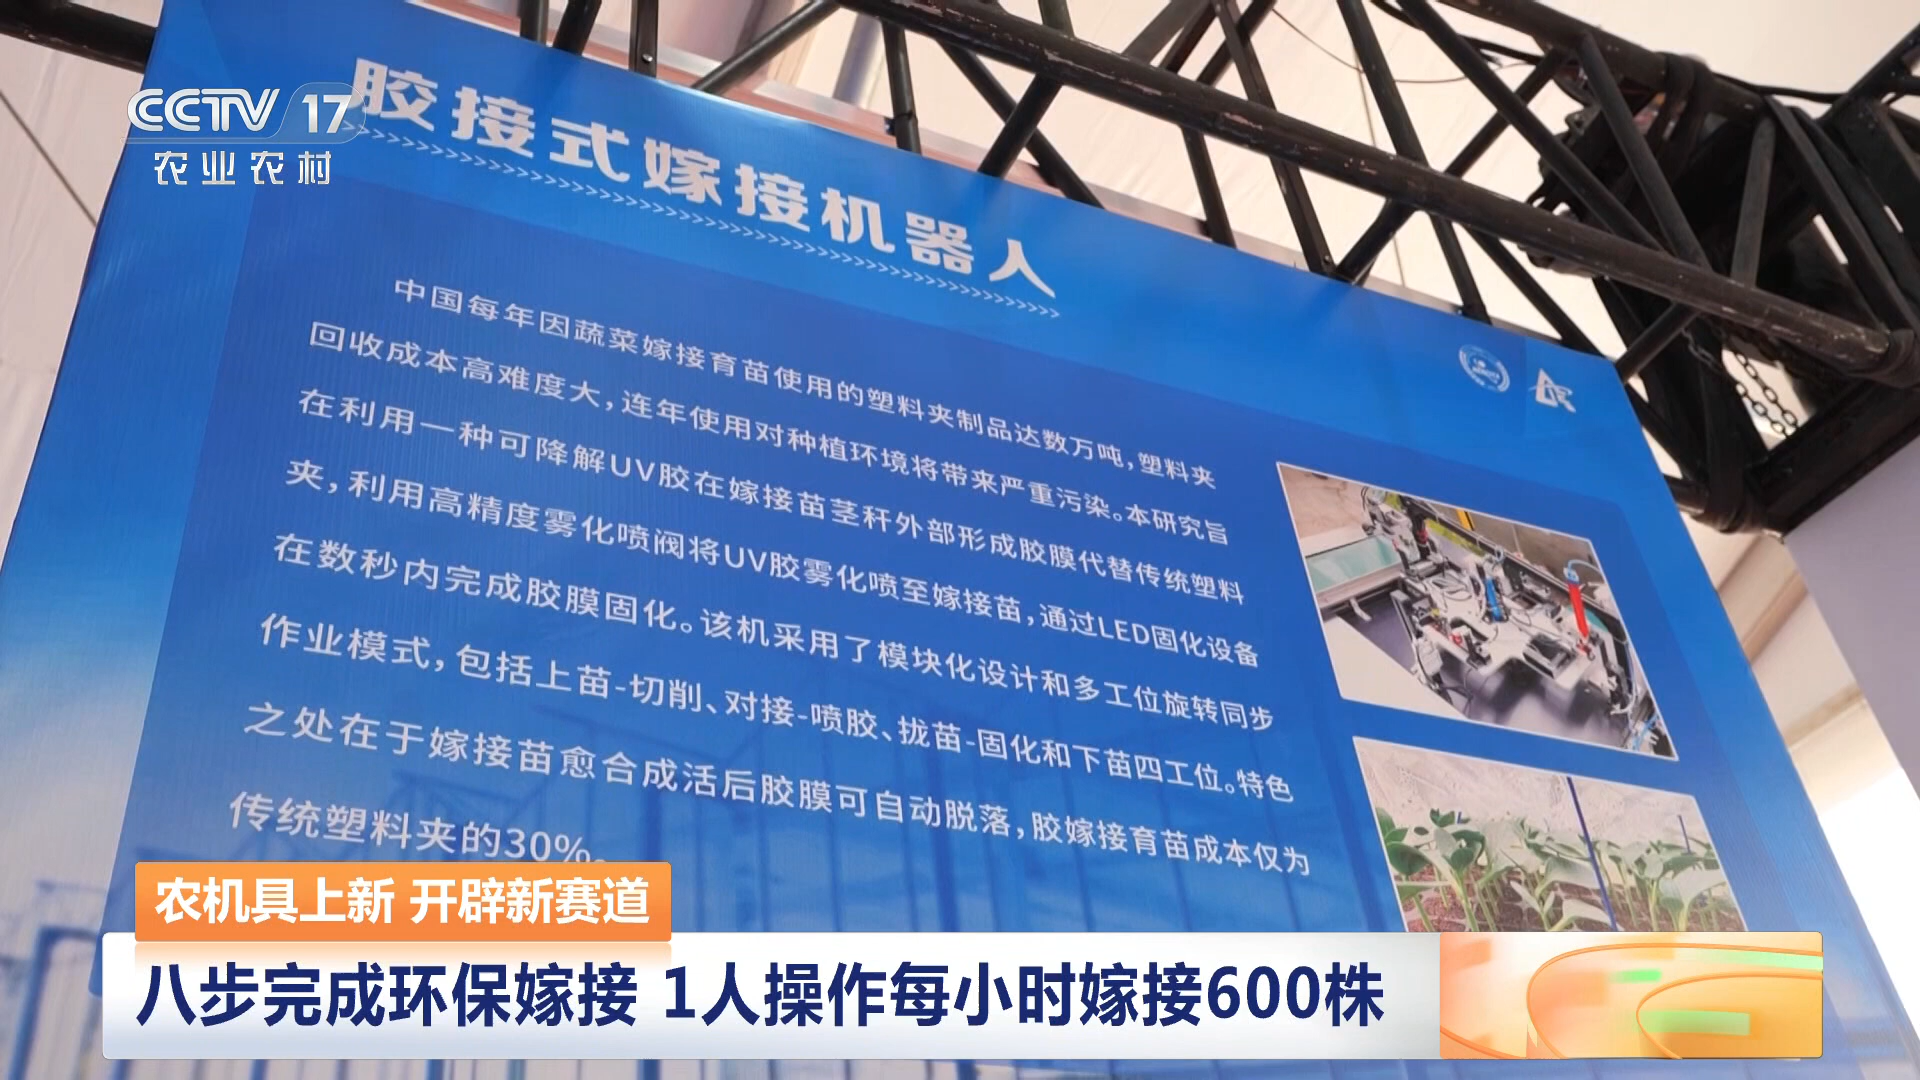 CCTV 17
农业农村
胶接式嫁接机器人
中国每年因蔬菜嫁接育苗使用的塑料夹制品达数万吨，塑料夹
回收成本高难度大，连年使用对种植环境将带来严重污染。本研究旨
在利用一种可降解UV胶在嫁接苗茎秆外部形成胶膜代替传统塑料
夹，利用高精度雾化喷阀将UV胶雾化喷至嫁接苗，通过LED固化设备
在数秒内完成胶膜固化。该机采用了模块化设计和多工位旋转同步
作业模式，包括上苗-切削、对接-喷胶、拢苗-固化和下苗四工位。特色
之处在于嫁接苗愈合成活后胶膜可自动脱落，胶嫁接育苗成本仅为
传统塑料夹的30%。
农机具上新 开辟新赛道
八步完成环保嫁接 1人操作每小时嫁接600株